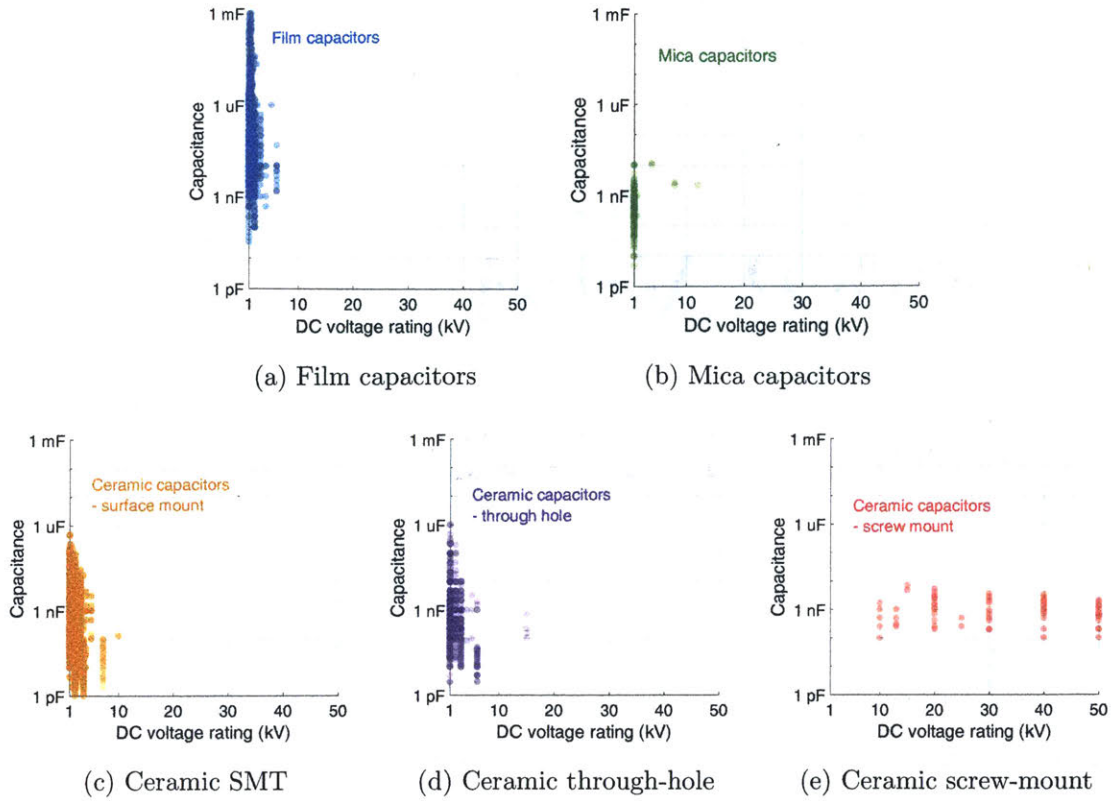 1 mF
Film capacitors
1 uF
Capacitance
1 nF
1 pF
1 10 20 30 40 50
DC voltage rating (kV)
(a) Film capacitors
1 mF
Mica capacitors
1 uF
Capacitance
1 nF
1 pF
1 10 20 30 40 50
DC voltage rating (kV)
(b) Mica capacitors
1 mF
Ceramic capacitors
- surface mount
1 uF
Capacitance
1 nF
1 pF
1 10 20 30 40 50
DC voltage rating (kV)
(c) Ceramic SMT
1 mF
Ceramic capacitors
- through hole
1 uF
Capacitance
1 nF
1 pF
1 10 20 30 40 50
DC voltage rating (kV)
(d) Ceramic through-hole
1 mF
Ceramic capacitors
- screw mount
1 uF
Capacitance
1 nF
1 pF
1 10 20 30 40 50
DC voltage rating (kV)
(e) Ceramic screw-mount